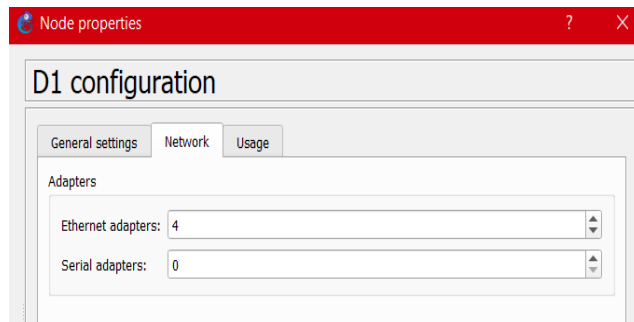 Node properties ? X
D1 configuration
General settings Network Usage
Adapters
Ethernet adapters: 4
Serial adapters: 0